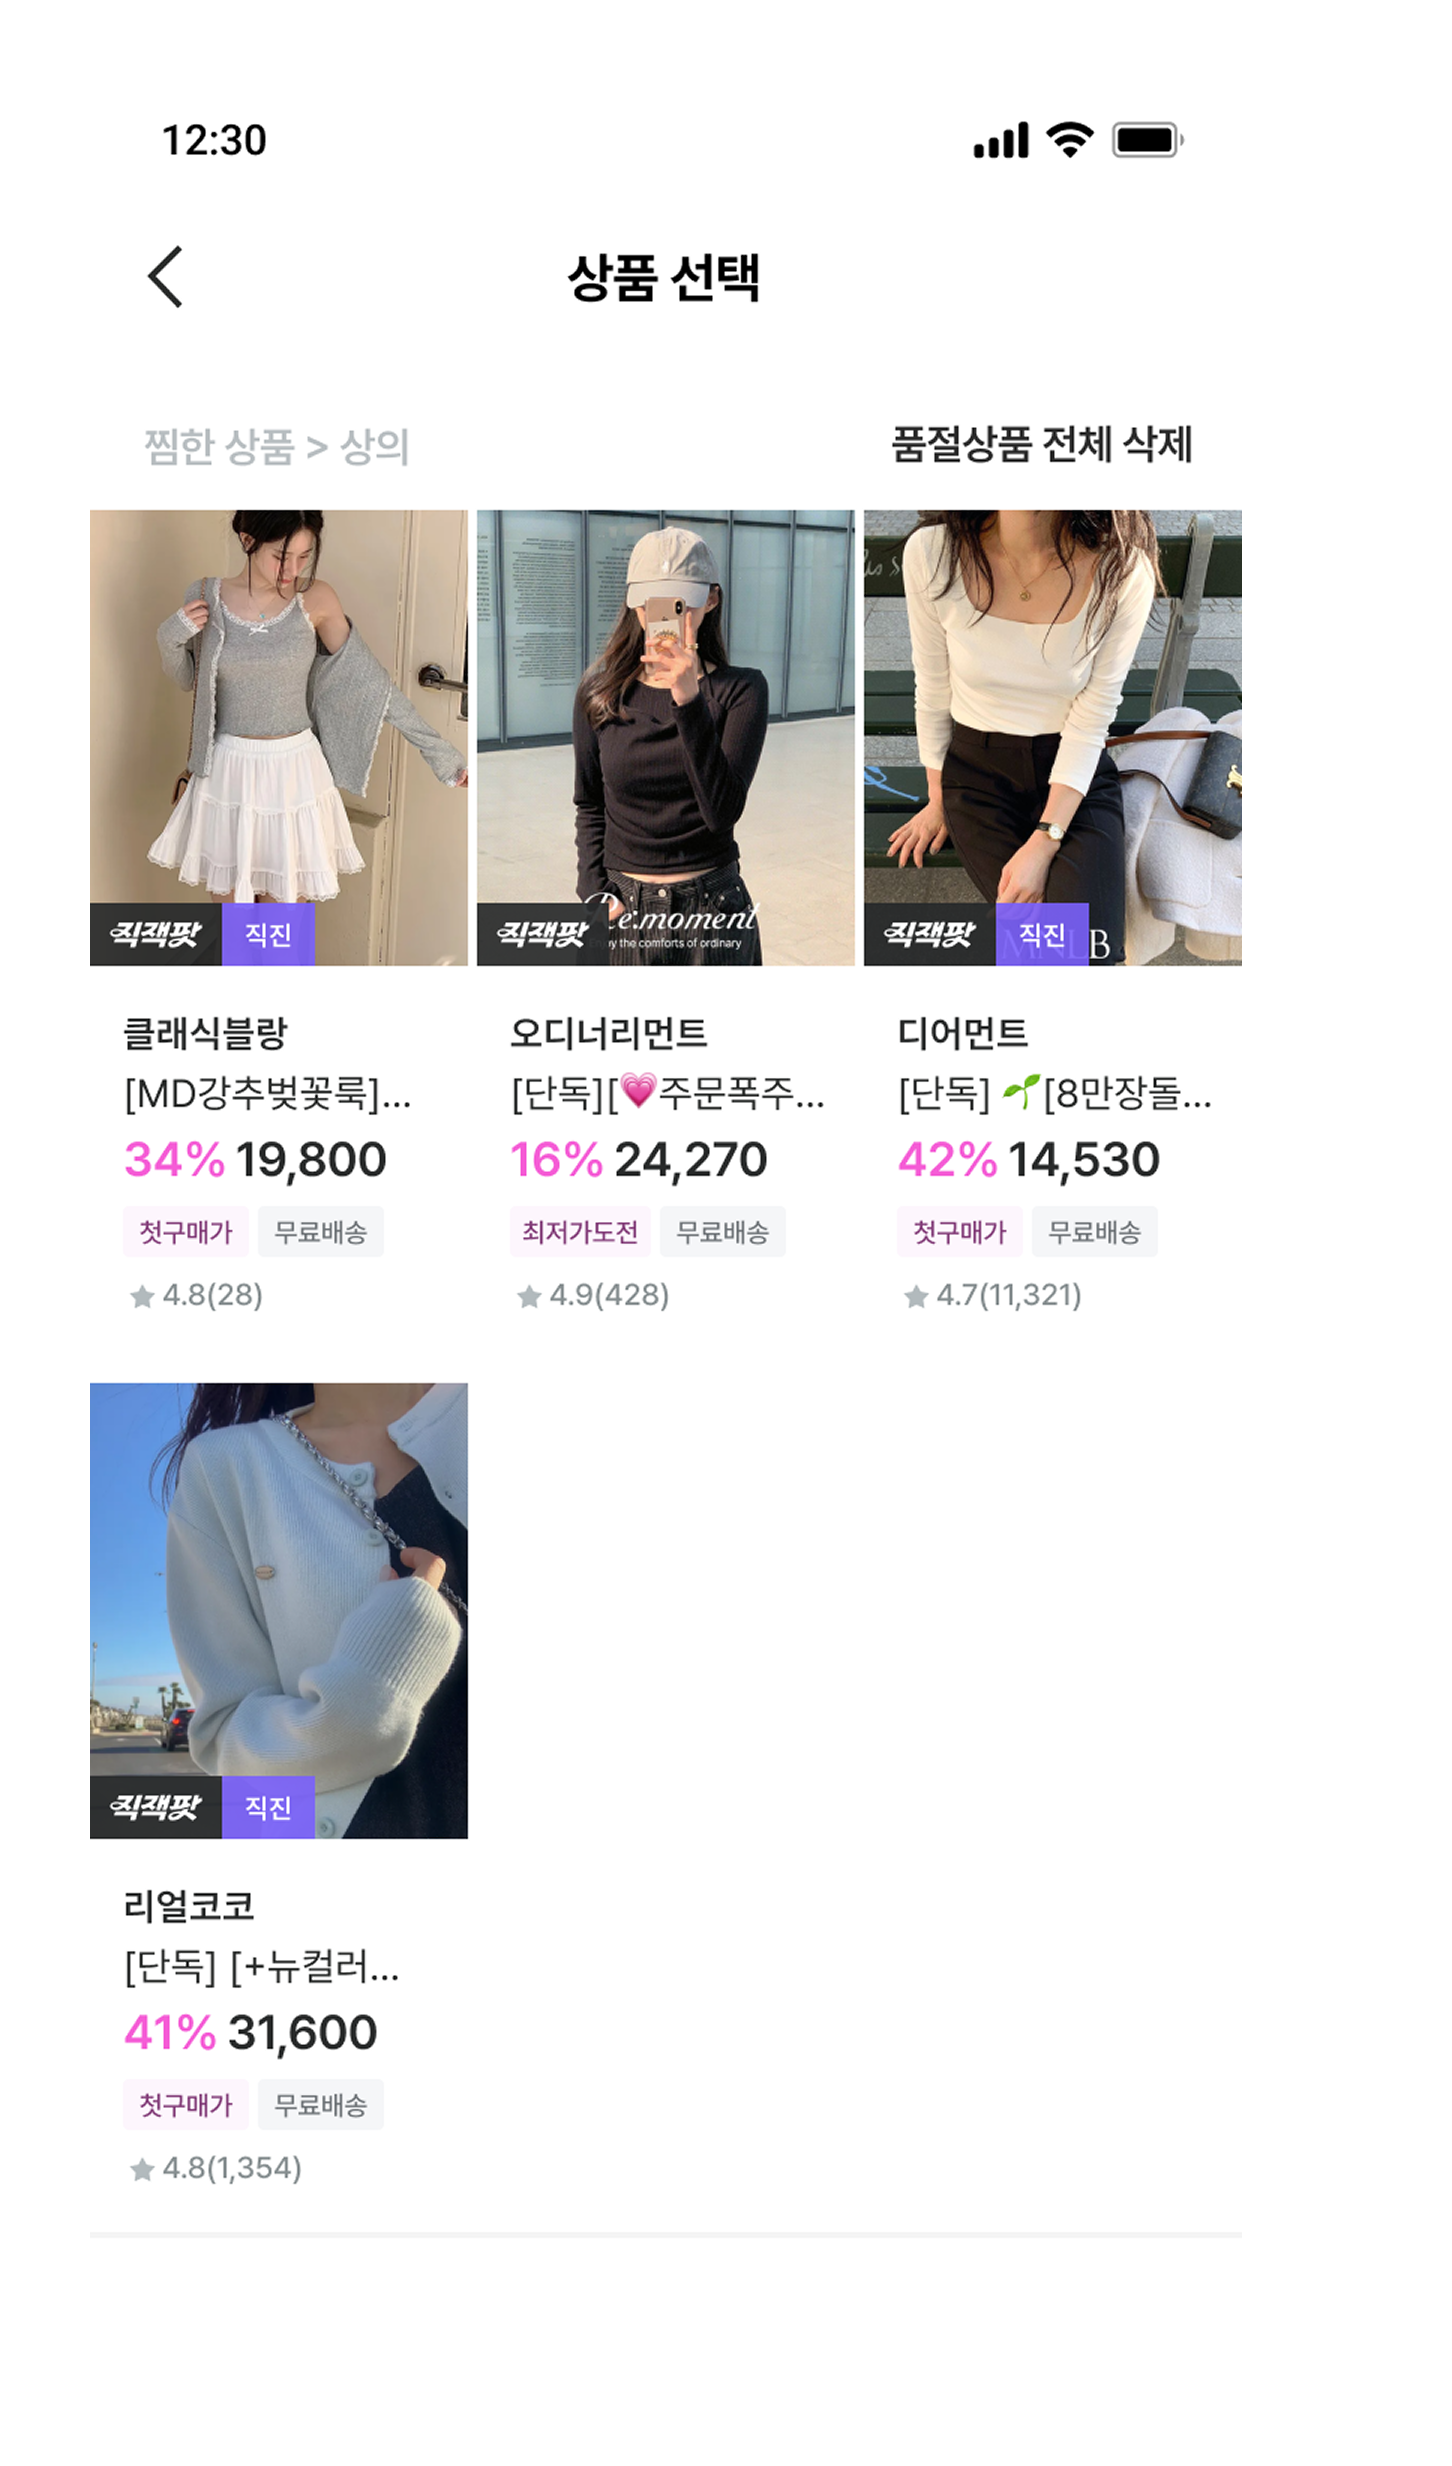 12:30
상품 선택
찜한 상품 > 상의
품절상품 전체 삭제
직잭팟 직진
직잭팟
Re:moment
y the comforts of ordinary
직잭팟 직진
클래식블랑
[MD강추벚꽃룩]...
34% 19,800
첫구매가 무료배송
4.8(28)
오디너리먼트
[단독][💗주문폭주...
16% 24,270
최저가도전 무료배송
4.9(428)
디어먼트
[단독] 🌱[8만장돌...
42% 14,530
첫구매가 무료배송
4.7(11,321)
직잭팟 직진
리얼코코
[단독] [+뉴컬러...
41% 31,600
첫구매가 무료배송
4.8(1,354)